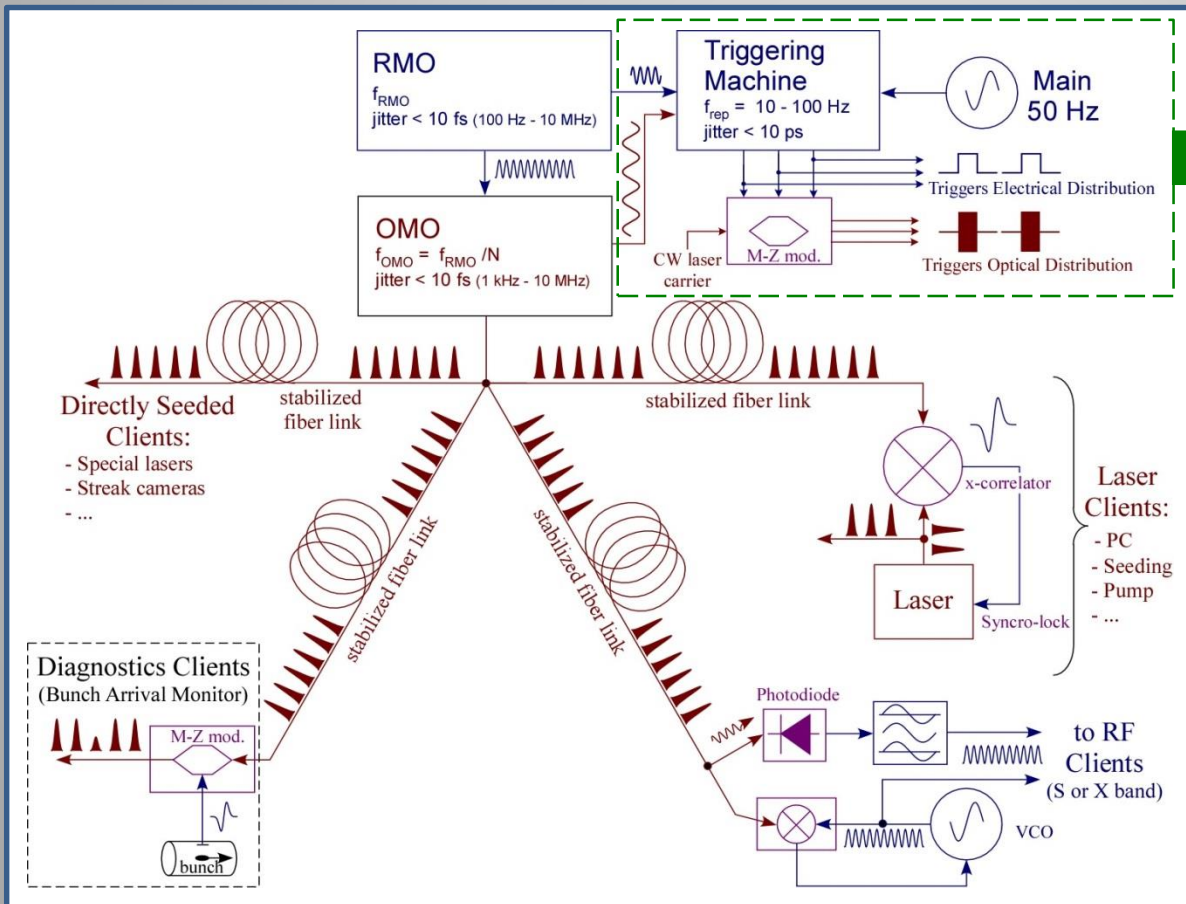 RMO
f_RMO
jitter < 10 fs (100 Hz - 10 MHz)
Triggering
Machine
f_rep = 10 - 100 Hz
jitter < 10 ps
Main
50 Hz
Triggers Electrical Distribution
OMO
f_OMO = f_RMO /N
jitter < 10 fs (1 kHz - 10 MHz)
CW laser
carrier
M-Z mod.
Triggers Optical Distribution
stabilized
fiber link
stabilized fiber link
Directly Seeded
Clients:
- Special lasers
- Streak cameras
- ...
x-correlator
Laser
Syncro-lock
Laser
Clients:
- PC
- Seeding
- Pump
- ...
stabilized fiber link
stabilized fiber link
Diagnostics Clients
(Bunch Arrival Monitor)
M-Z mod.
bunch
Photodiode
to RF
Clients
(S or X band)
VCO